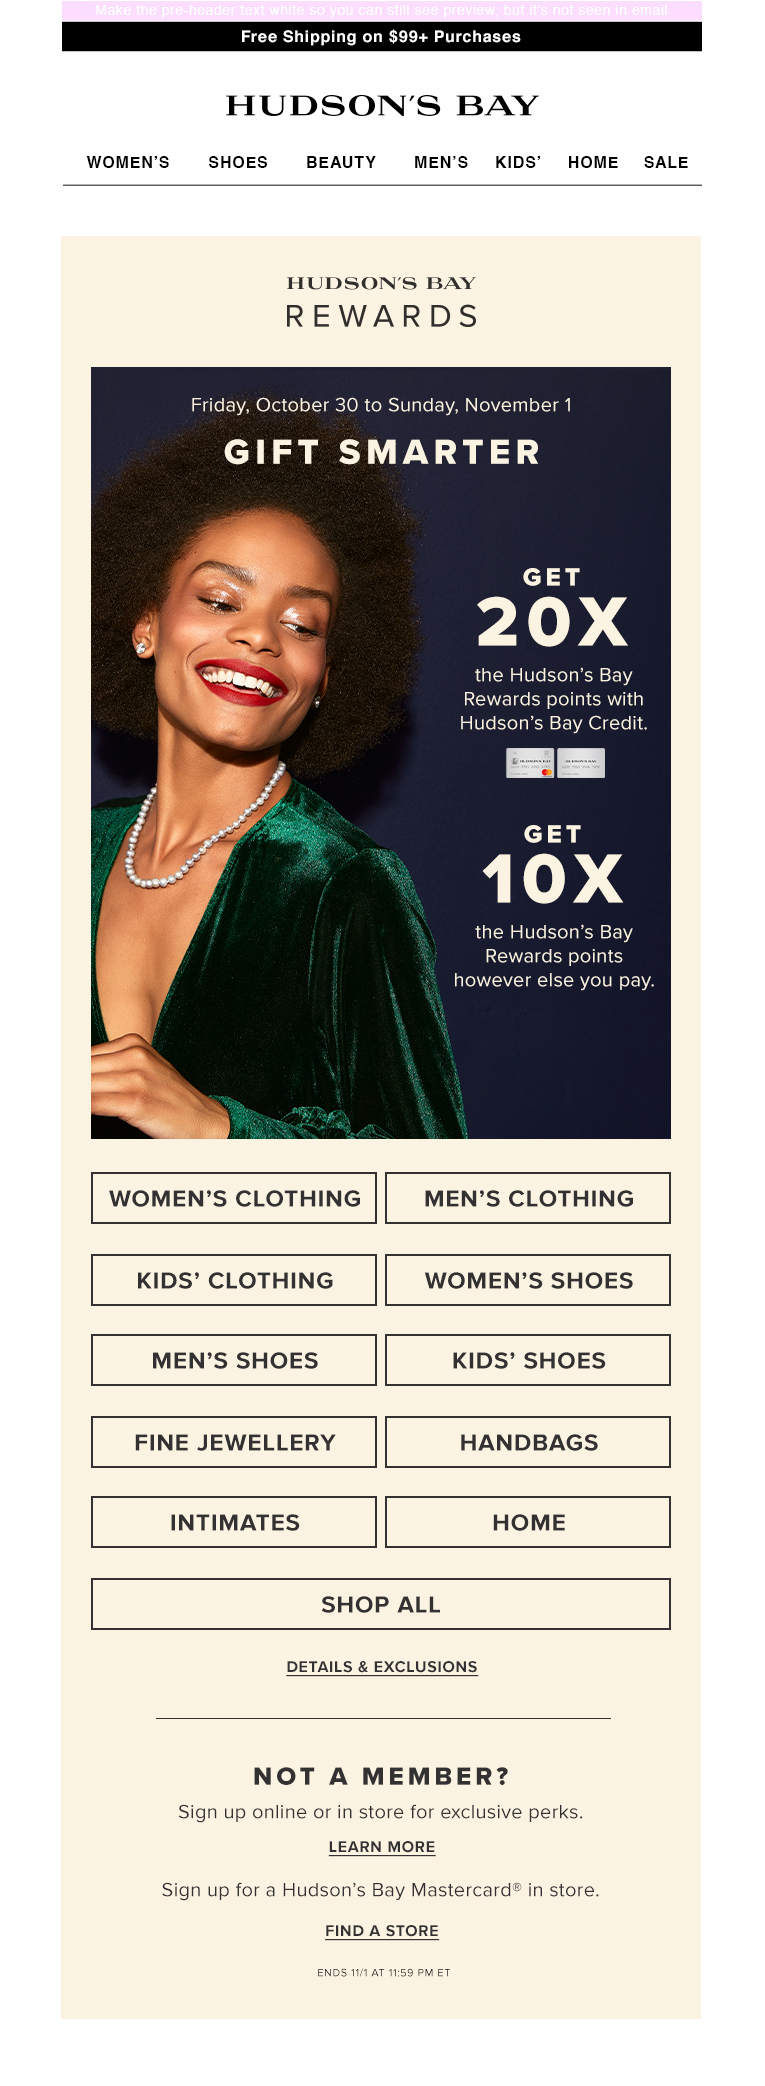 Make the pre-header text white so you can still see preview, but it's not seen in email
Free Shipping on $99+ Purchases
HUDSON'S BAY
WOMEN'S SHOES BEAUTY MEN'S KIDS' HOME SALE
HUDSON'S BAY
REWARDS
Friday, October 30 to Sunday, November 1
GIFT SMARTER
GET
20X
the Hudson's Bay
Rewards points with
Hudson's Bay Credit.
HUDSON'S BAY HUDSON'S BAY
GET
10X
the Hudson's Bay
Rewards points
however else you pay.
WOMEN'S CLOTHING MEN'S CLOTHING
KIDS' CLOTHING WOMEN'S SHOES
MEN'S SHOES KIDS' SHOES
FINE JEWELLERY HANDBAGS
INTIMATES HOME
SHOP ALL
DETAILS & EXCLUSIONS
NOT A MEMBER?
Sign up online or in store for exclusive perks.
LEARN MORE
Sign up for a Hudson's Bay Mastercard® in store.
FIND A STORE
ENDS 11/1 AT 11:59 PM ET